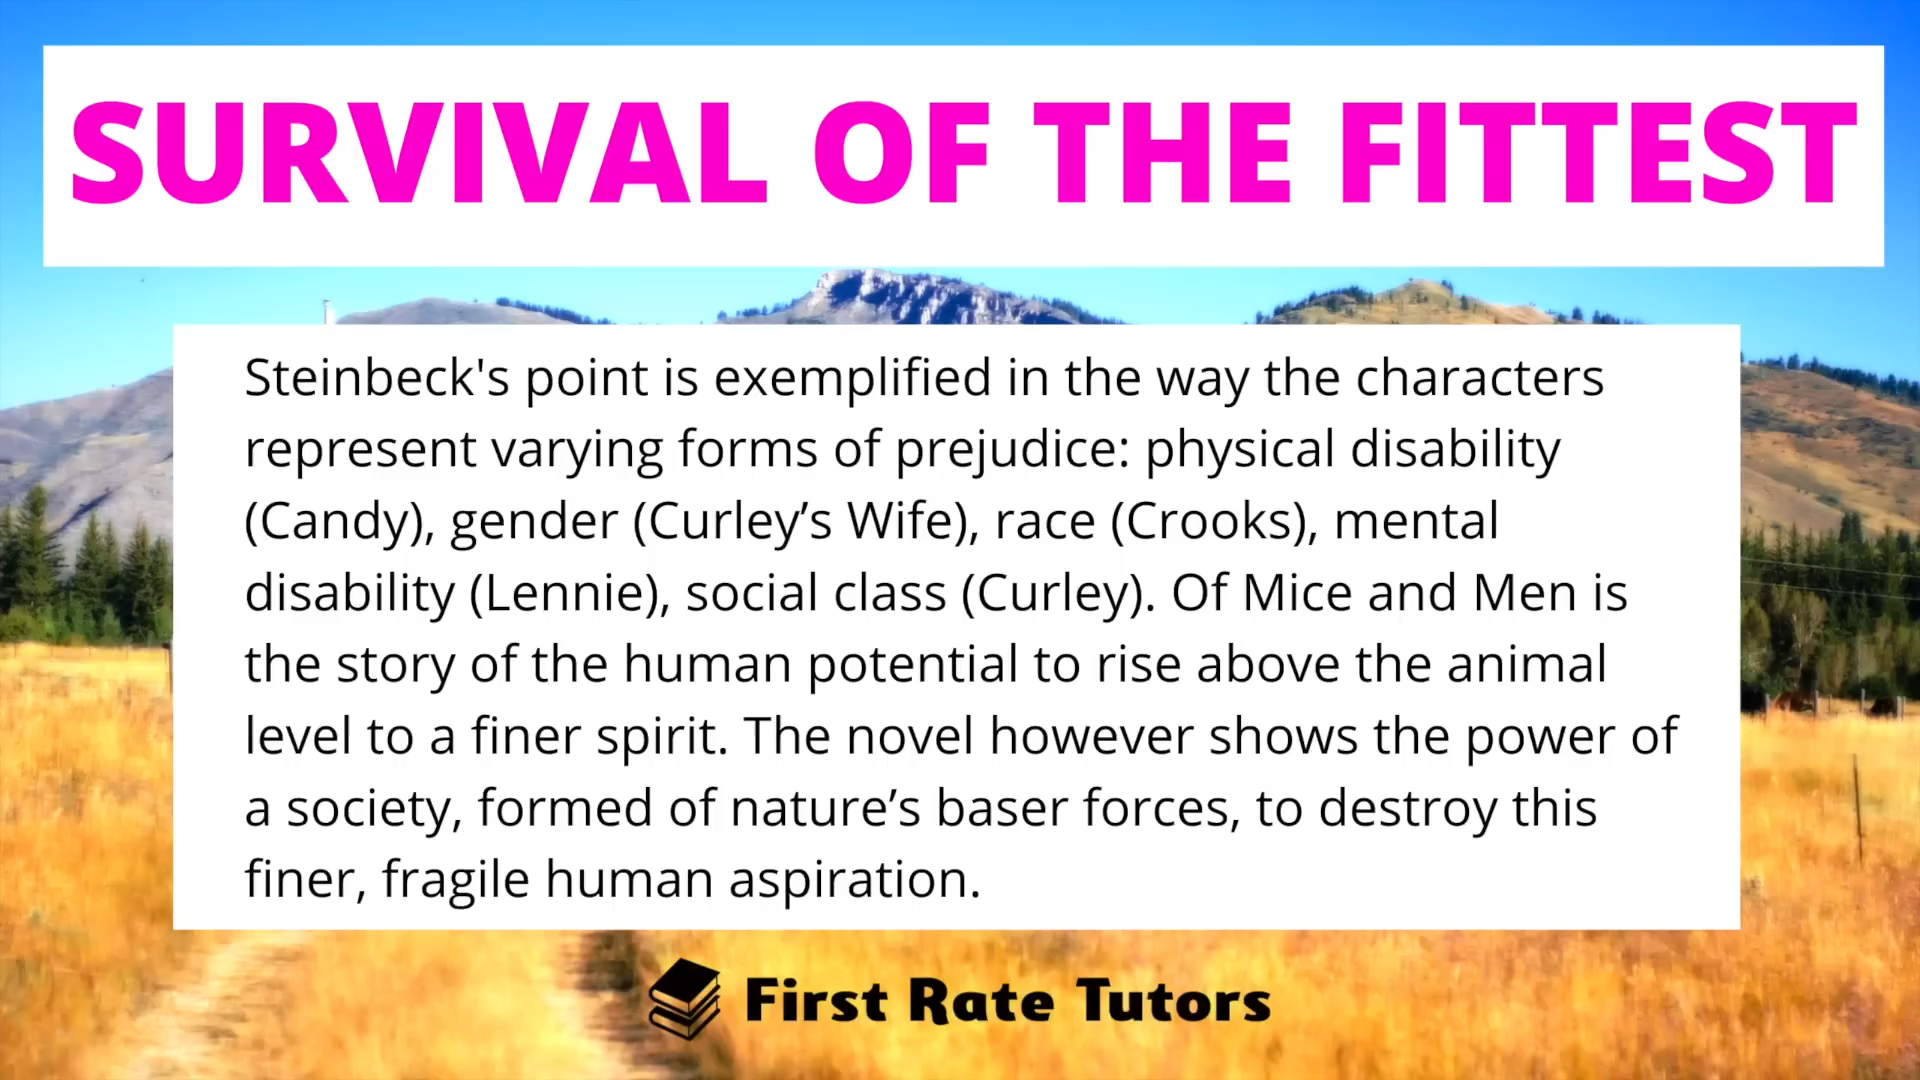 SURVIVAL OF THE FITTEST
Steinbeck's point is exemplified in the way the characters
represent varying forms of prejudice: physical disability
(Candy), gender (Curley’s Wife), race (Crooks), mental
disability (Lennie), social class (Curley). Of Mice and Men is
the story of the human potential to rise above the animal
level to a finer spirit. The novel however shows the power of
a society, formed of nature’s baser forces, to destroy this
finer, fragile human aspiration.
First Rate Tutors